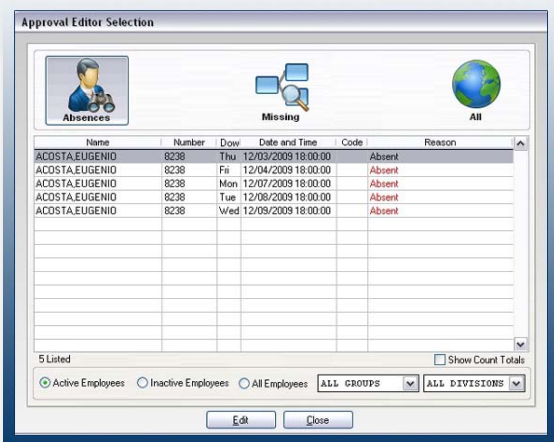 Approval Editor Selection
Absences Missing All
Name Number Dow Date and Time Code Reason
ACOSTA,EUGENIO 8238 Thu 12/03/2009 18:00:00 Absent
ACOSTA,EUGENIO 8238 Fri 12/04/2009 18:00:00 Absent
ACOSTA,EUGENIO 8238 Mon 12/07/2009 18:00:00 Absent
ACOSTA,EUGENIO 8238 Tue 12/08/2009 18:00:00 Absent
ACOSTA,EUGENIO 8238 Wed 12/09/2009 18:00:00 Absent
5 Listed Show Count Totals
Active Employees Inactive Employees All Employees ALL GROUPS ALL DIVISIONS
Edit Close